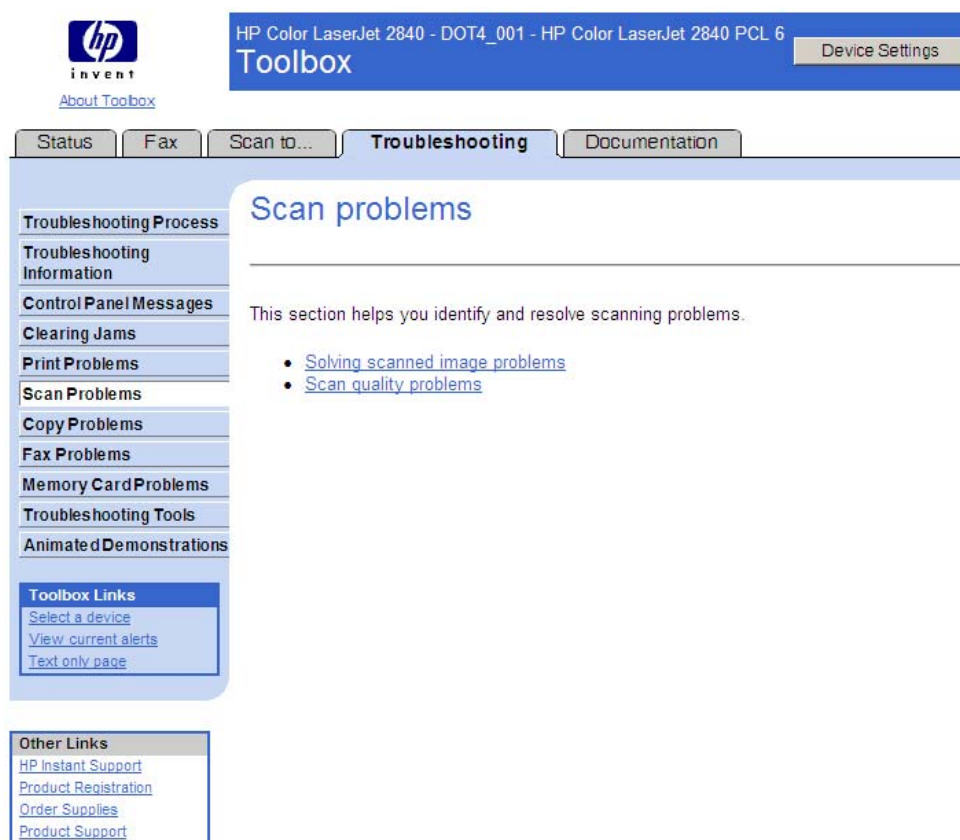 hp
invent
About Toolbox
HP Color LaserJet 2840 - DOT4_001 - HP Color LaserJet 2840 PCL 6
Toolbox
Device Settings
Status
Fax
Scan to...
Troubleshooting
Documentation
Troubleshooting Process
Troubleshooting
Information
Control Panel Messages
Clearing Jams
Print Problems
Scan Problems
Copy Problems
Fax Problems
Memory Card Problems
Troubleshooting Tools
Animated Demonstrations
Toolbox Links
Select a device
View current alerts
Text only page
Other Links
HP Instant Support
Product Registration
Order Supplies
Product Support
Scan problems
This section helps you identify and resolve scanning problems.
• Solving scanned image problems
• Scan quality problems